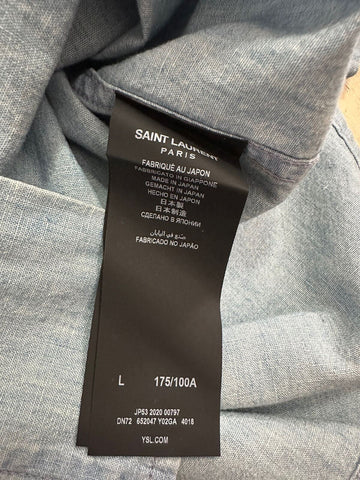 SAINT LAURENT
PARIS
FABRIQUÉ AU JAPON
FABBRICATO IN GIAPPONE
MADE IN JAPAN
GEMACHT IN JAPAN
HECHO EN JAPÓN
日本製
日本制造
СДЕЛАНО В ЯПОНИИ
صنع في اليابان
FABRICADO NO JAPÃO
L 175/100A
JP53 2020 00797
DN72 652047 Y02GA 4018
YSL.COM